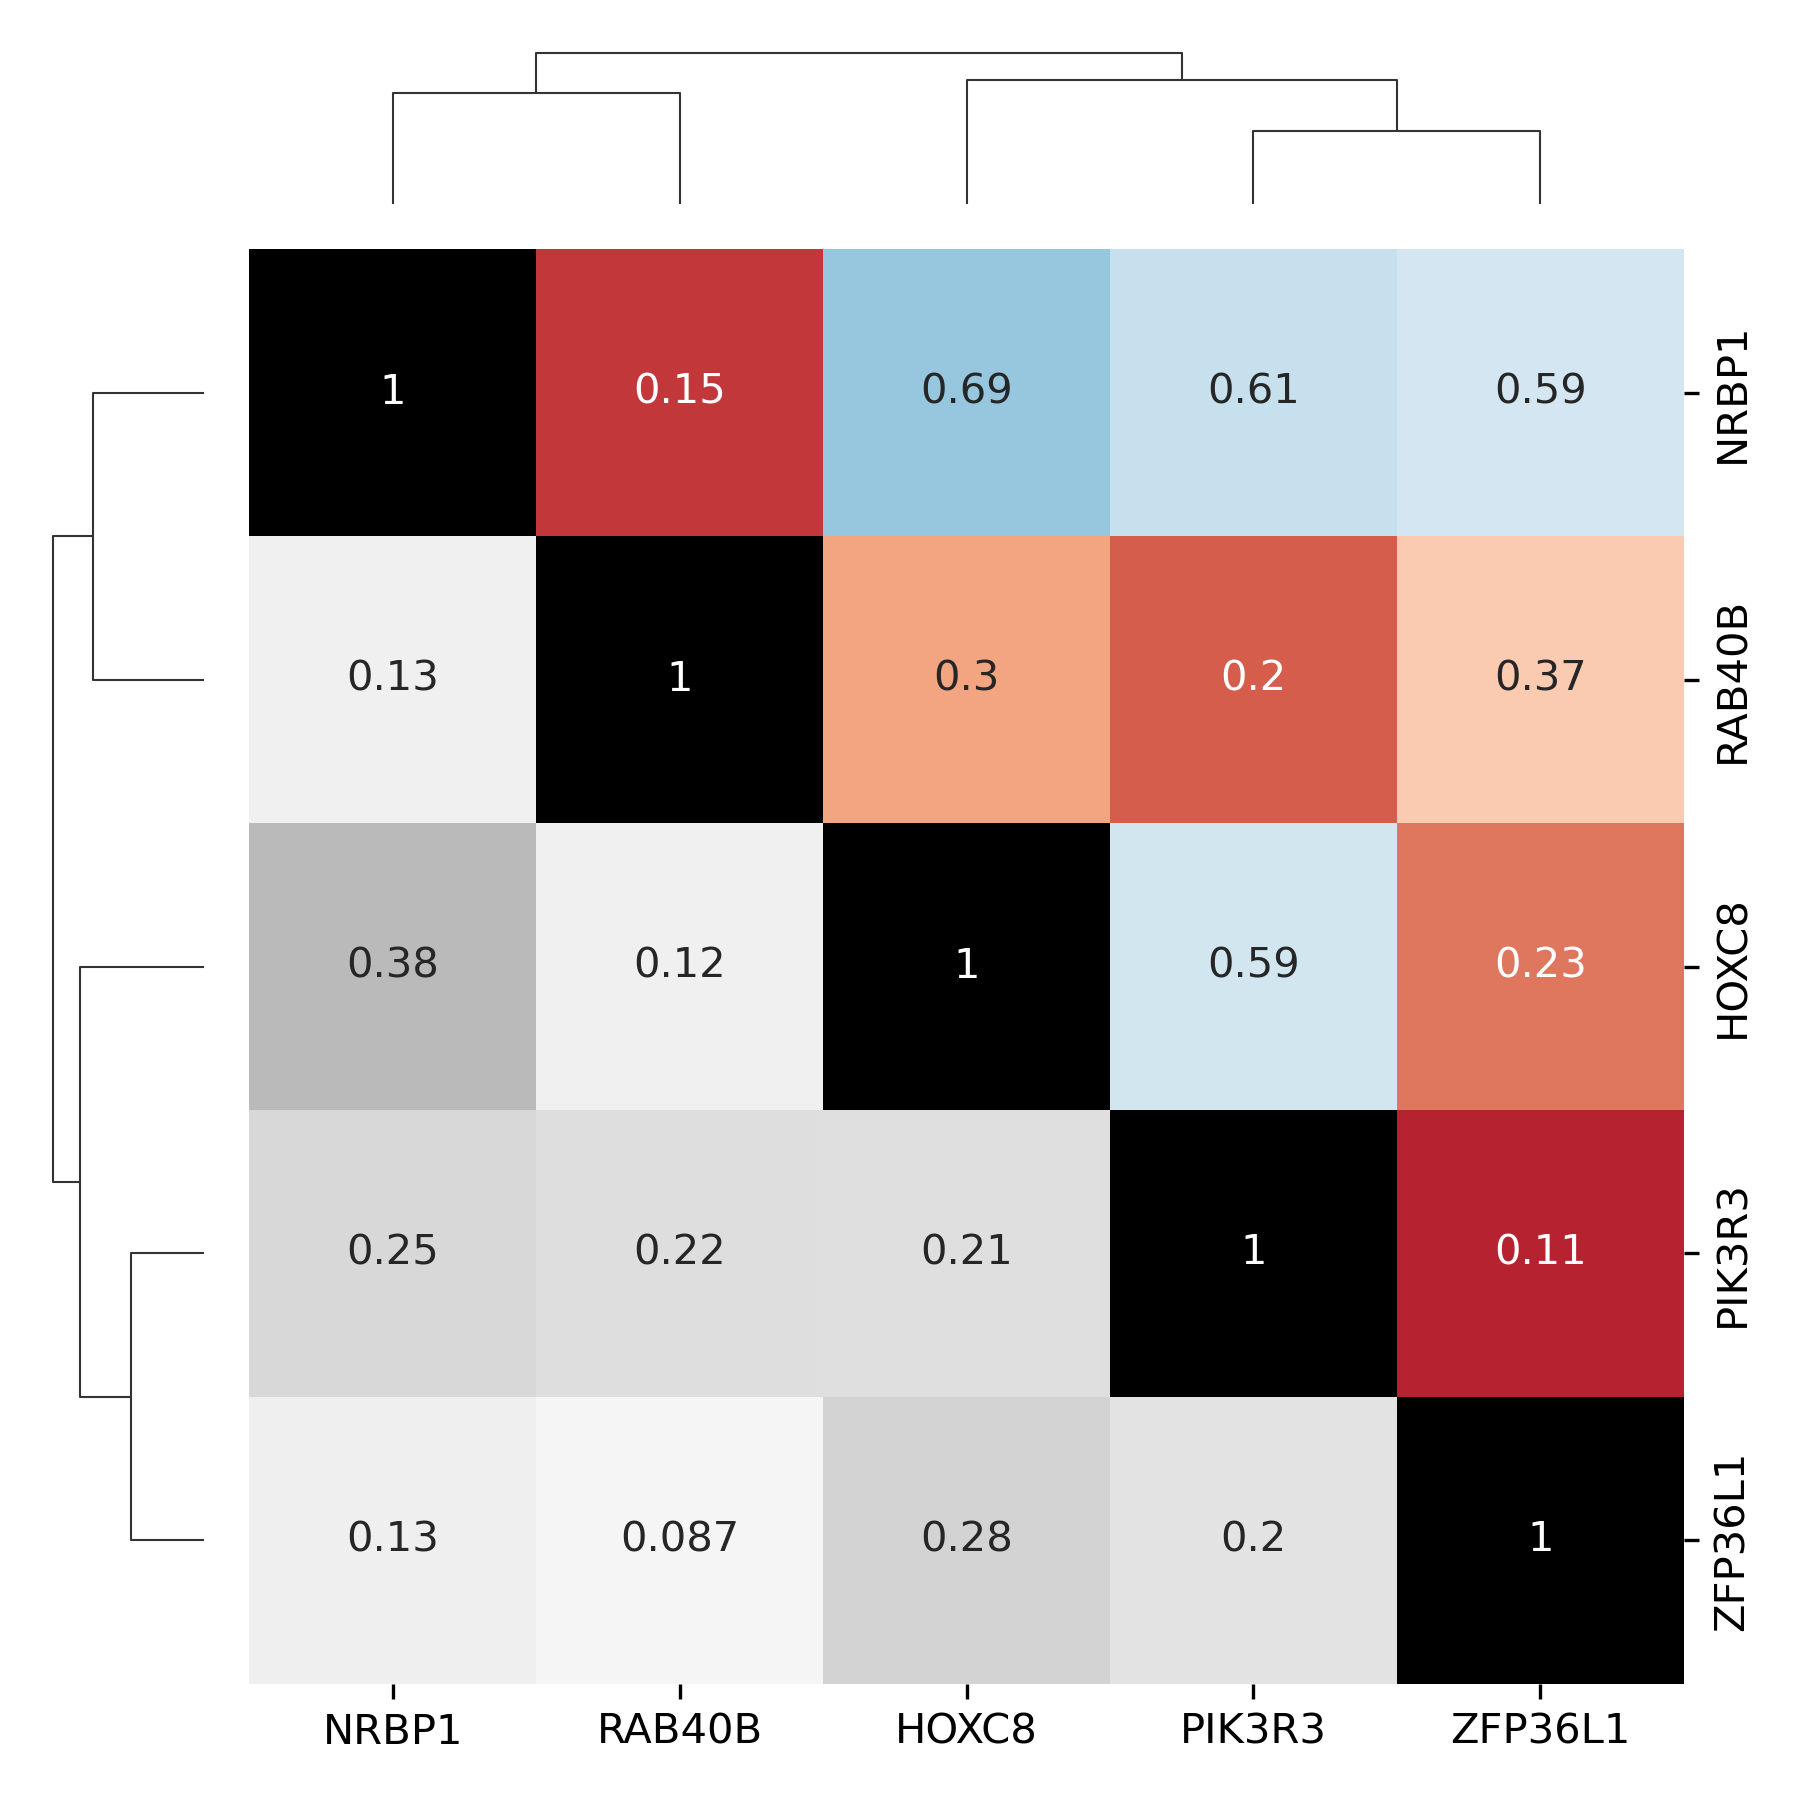 1 0.15 0.69 0.61 0.59 NRBP1
0.13 1 0.3 0.2 0.37 RAB40B
0.38 0.12 1 0.59 0.23 HOXC8
0.25 0.22 0.21 1 0.11 PIK3R3
0.13 0.087 0.28 0.2 1 ZFP36L1
NRBP1 RAB40B HOXC8 PIK3R3 ZFP36L1